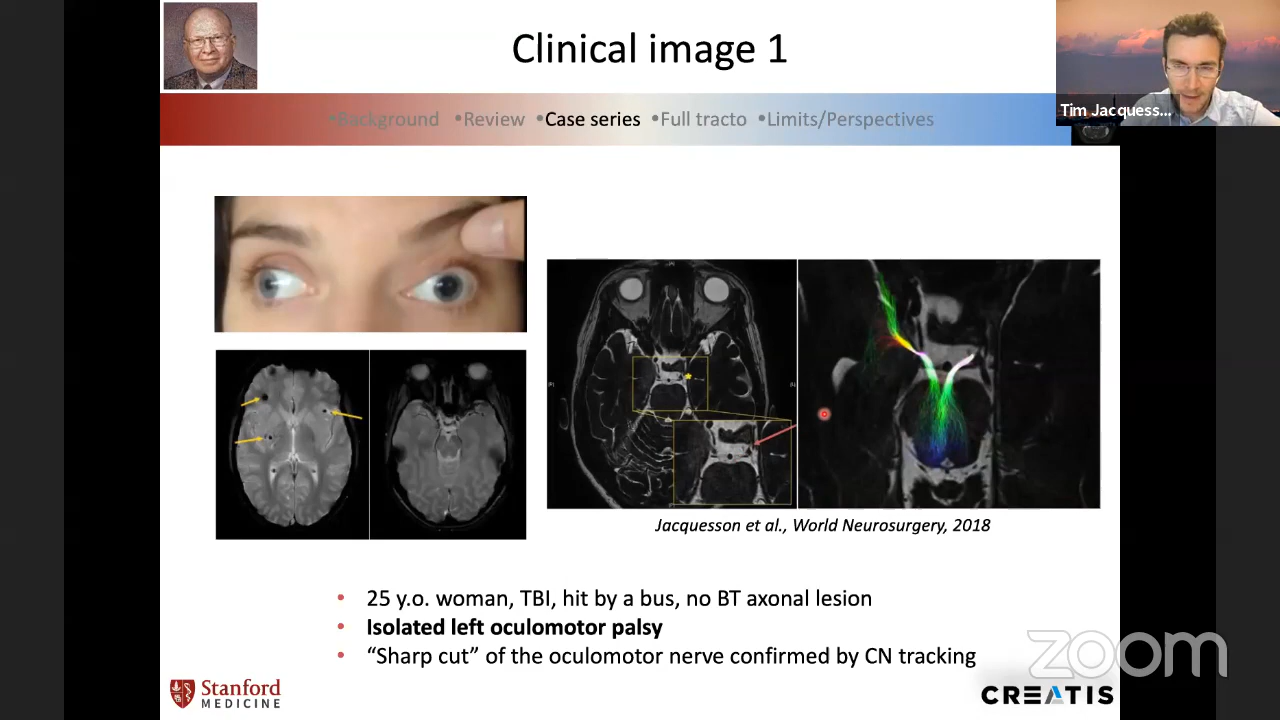 Clinical image 1
•Background •Review •Case series •Full tracto •Limits/Perspectives
Tim Jacquess...
Jacquesson et al., World Neurosurgery, 2018
• 25 y.o. woman, TBI, hit by a bus, no BT axonal lesion
• Isolated left oculomotor palsy
• “Sharp cut” of the oculomotor nerve confirmed by CN tracking
zoom
Stanford
MEDICINE
CREATIS